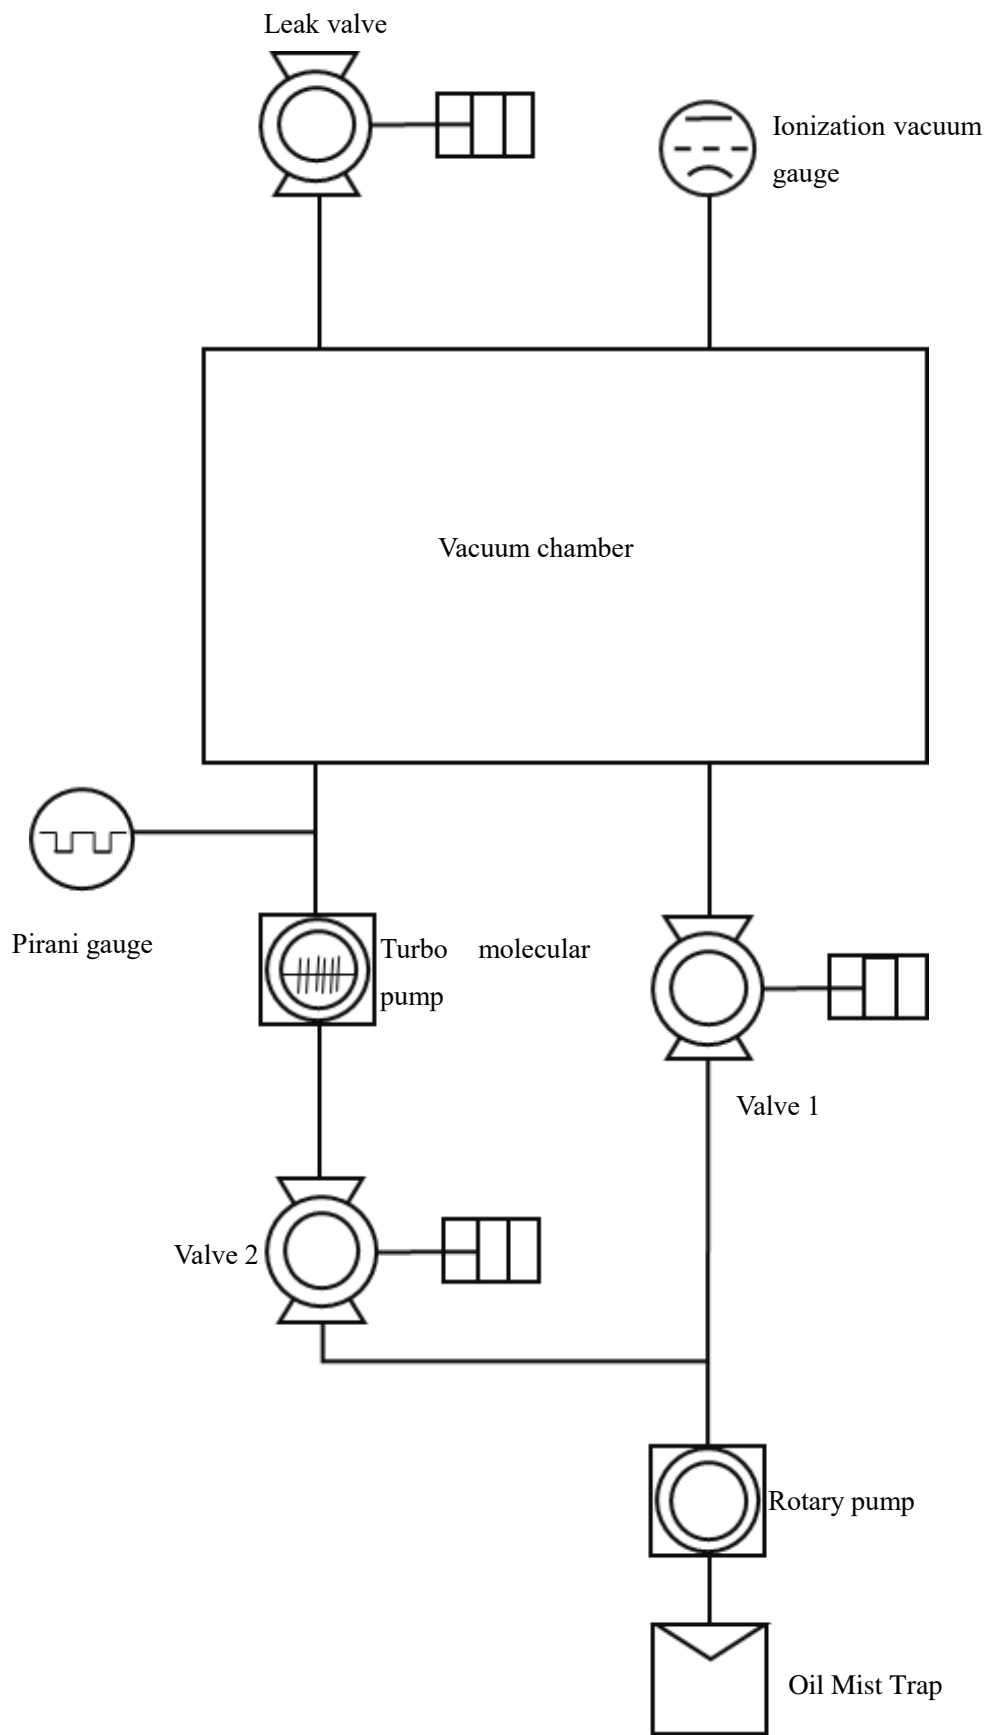 Leak valve
Ionization vacuum
gauge
Vacuum chamber
Pirani gauge
Turbo molecular
pump
Valve 1
Valve 2
Rotary pump
Oil Mist Trap